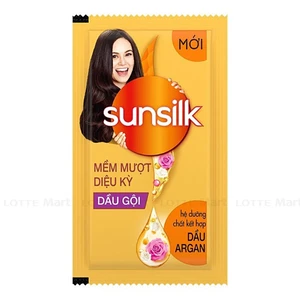 MỚI
sunsilk
MỀM MƯỢT
DIỆU KỲ
DẦU GỘI
hệ dưỡng
chất kết hợp
DẦU
ARGAN
LOTTE Mart